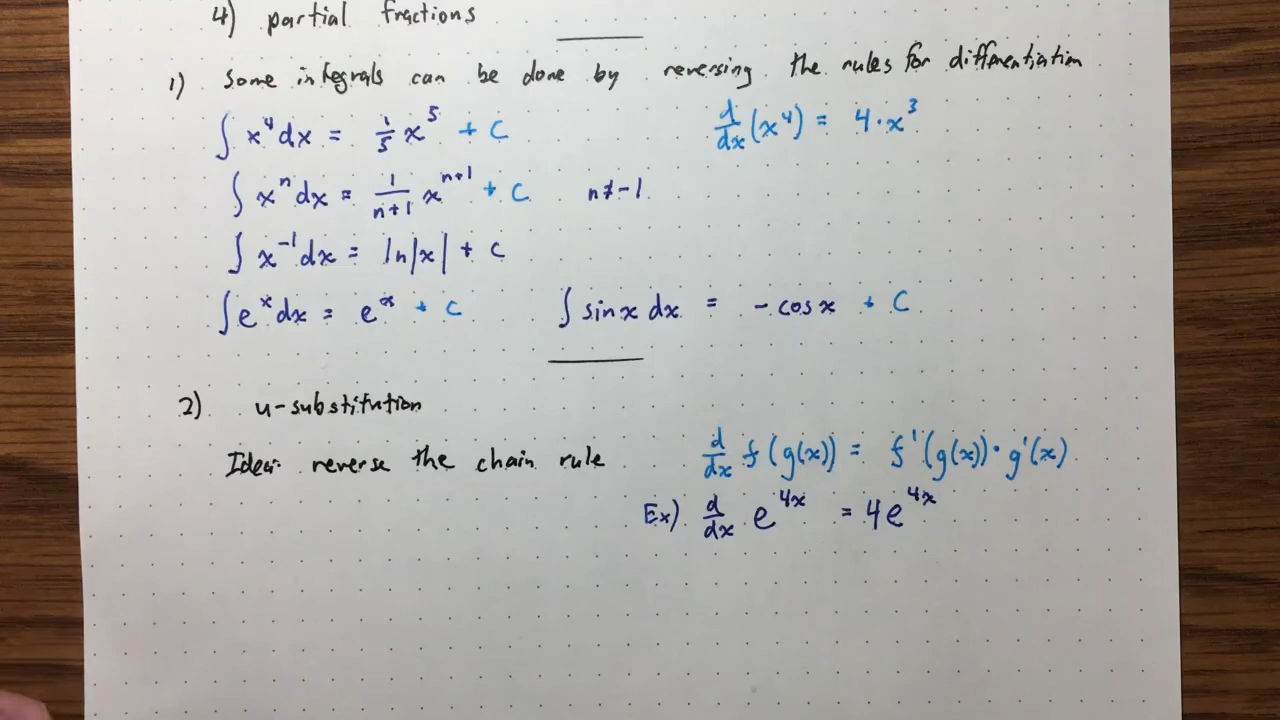 4) partial fractions
1) Some integrals can be done by reversing the rules for differentiation
∫ x⁴ dx = 1/5 x⁵ + C d/dx (x⁴) = 4·x³
∫ xⁿ dx = 1/(n+1) xⁿ⁺¹ + C n ≠ -1
∫ x⁻¹ dx = ln|x| + C
∫ eˣ dx = eˣ + C ∫ sin x dx = - cos x + C
2) u-substitution
Idea: reverse the chain rule d/dx f(g(x)) = f'(g(x))·g'(x)
Ex) d/dx e⁴ˣ = 4e⁴ˣ